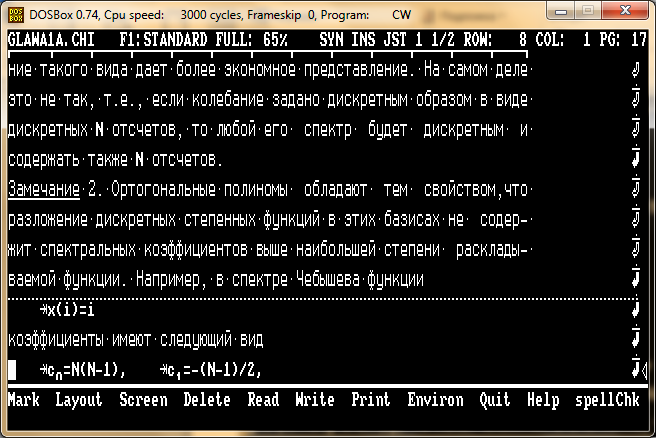 DOSBox 0.74, Cpu speed: 3000 cycles, Frameskip 0, Program: CW
GLAWA1A.CHI F1:STANDARD FULL: 65% SYN INS JST 1 1/2 ROW: 8 COL: 1 PG: 17
ние такого вида дает более экономное представление. На самом деле
это не так, т.е., если колебание задано дискретным образом в виде
дискретных N отсчетов, то любой его спектр будет дискретным и
содержать также N отсчетов.
Замечание 2. Ортогональные полиномы обладают тем свойством,что
разложение дискретных степенных функций в этих базисах не содер-
жит спектральных коэффициентов выше наибольшей степени расклады-
ваемой функции. Например, в спектре Чебышева функции
x(i)=i
коэффициенты имеют следующий вид
c₀=N(N-1), c₁=-(N-1)/2,
Mark Layout Screen Delete Read Write Print Environ Quit Help spellChk